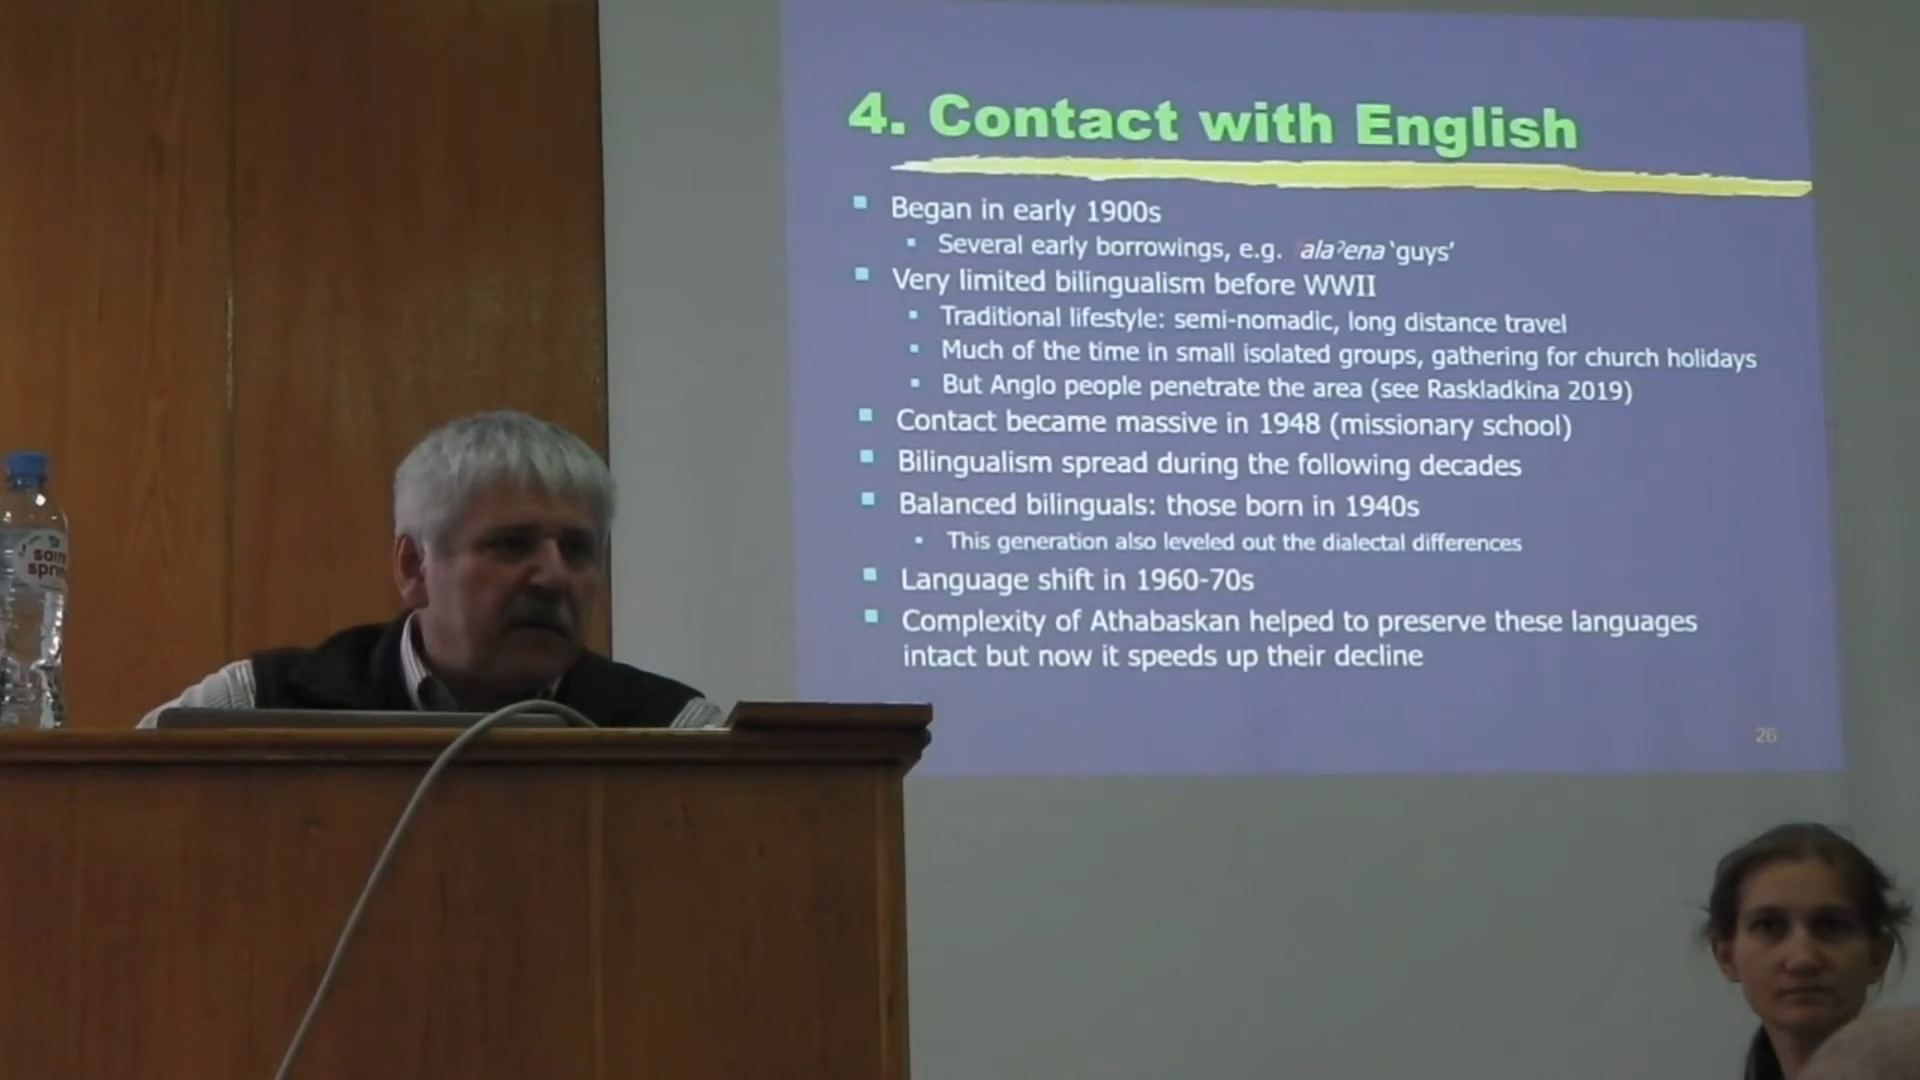 4. Contact with English
Began in early 1900s
Several early borrowings, e.g. ʔalaʔena 'guys'
Very limited bilingualism before WWII
Traditional lifestyle: semi-nomadic, long distance travel
Much of the time in small isolated groups, gathering for church holidays
But Anglo people penetrate the area (see Raskladkina 2019)
Contact became massive in 1948 (missionary school)
Bilingualism spread during the following decades
Balanced bilinguals: those born in 1940s
This generation also leveled out the dialectal differences
Language shift in 1960-70s
Complexity of Athabaskan helped to preserve these languages
intact but now it speeds up their decline
26